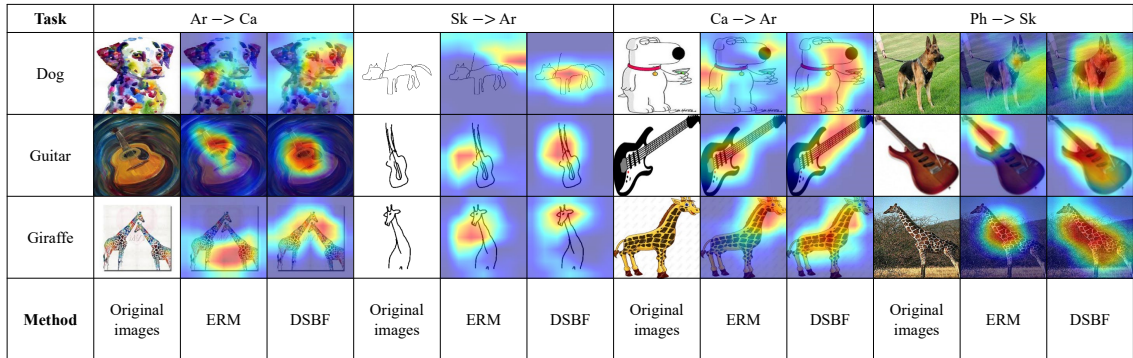 Task Ar −> Ca Sk −> Ar Ca −> Ar Ph −> Sk
Dog
Guitar
Giraffe
Method Original images ERM DSBF Original images ERM DSBF Original images ERM DSBF Original images ERM DSBF